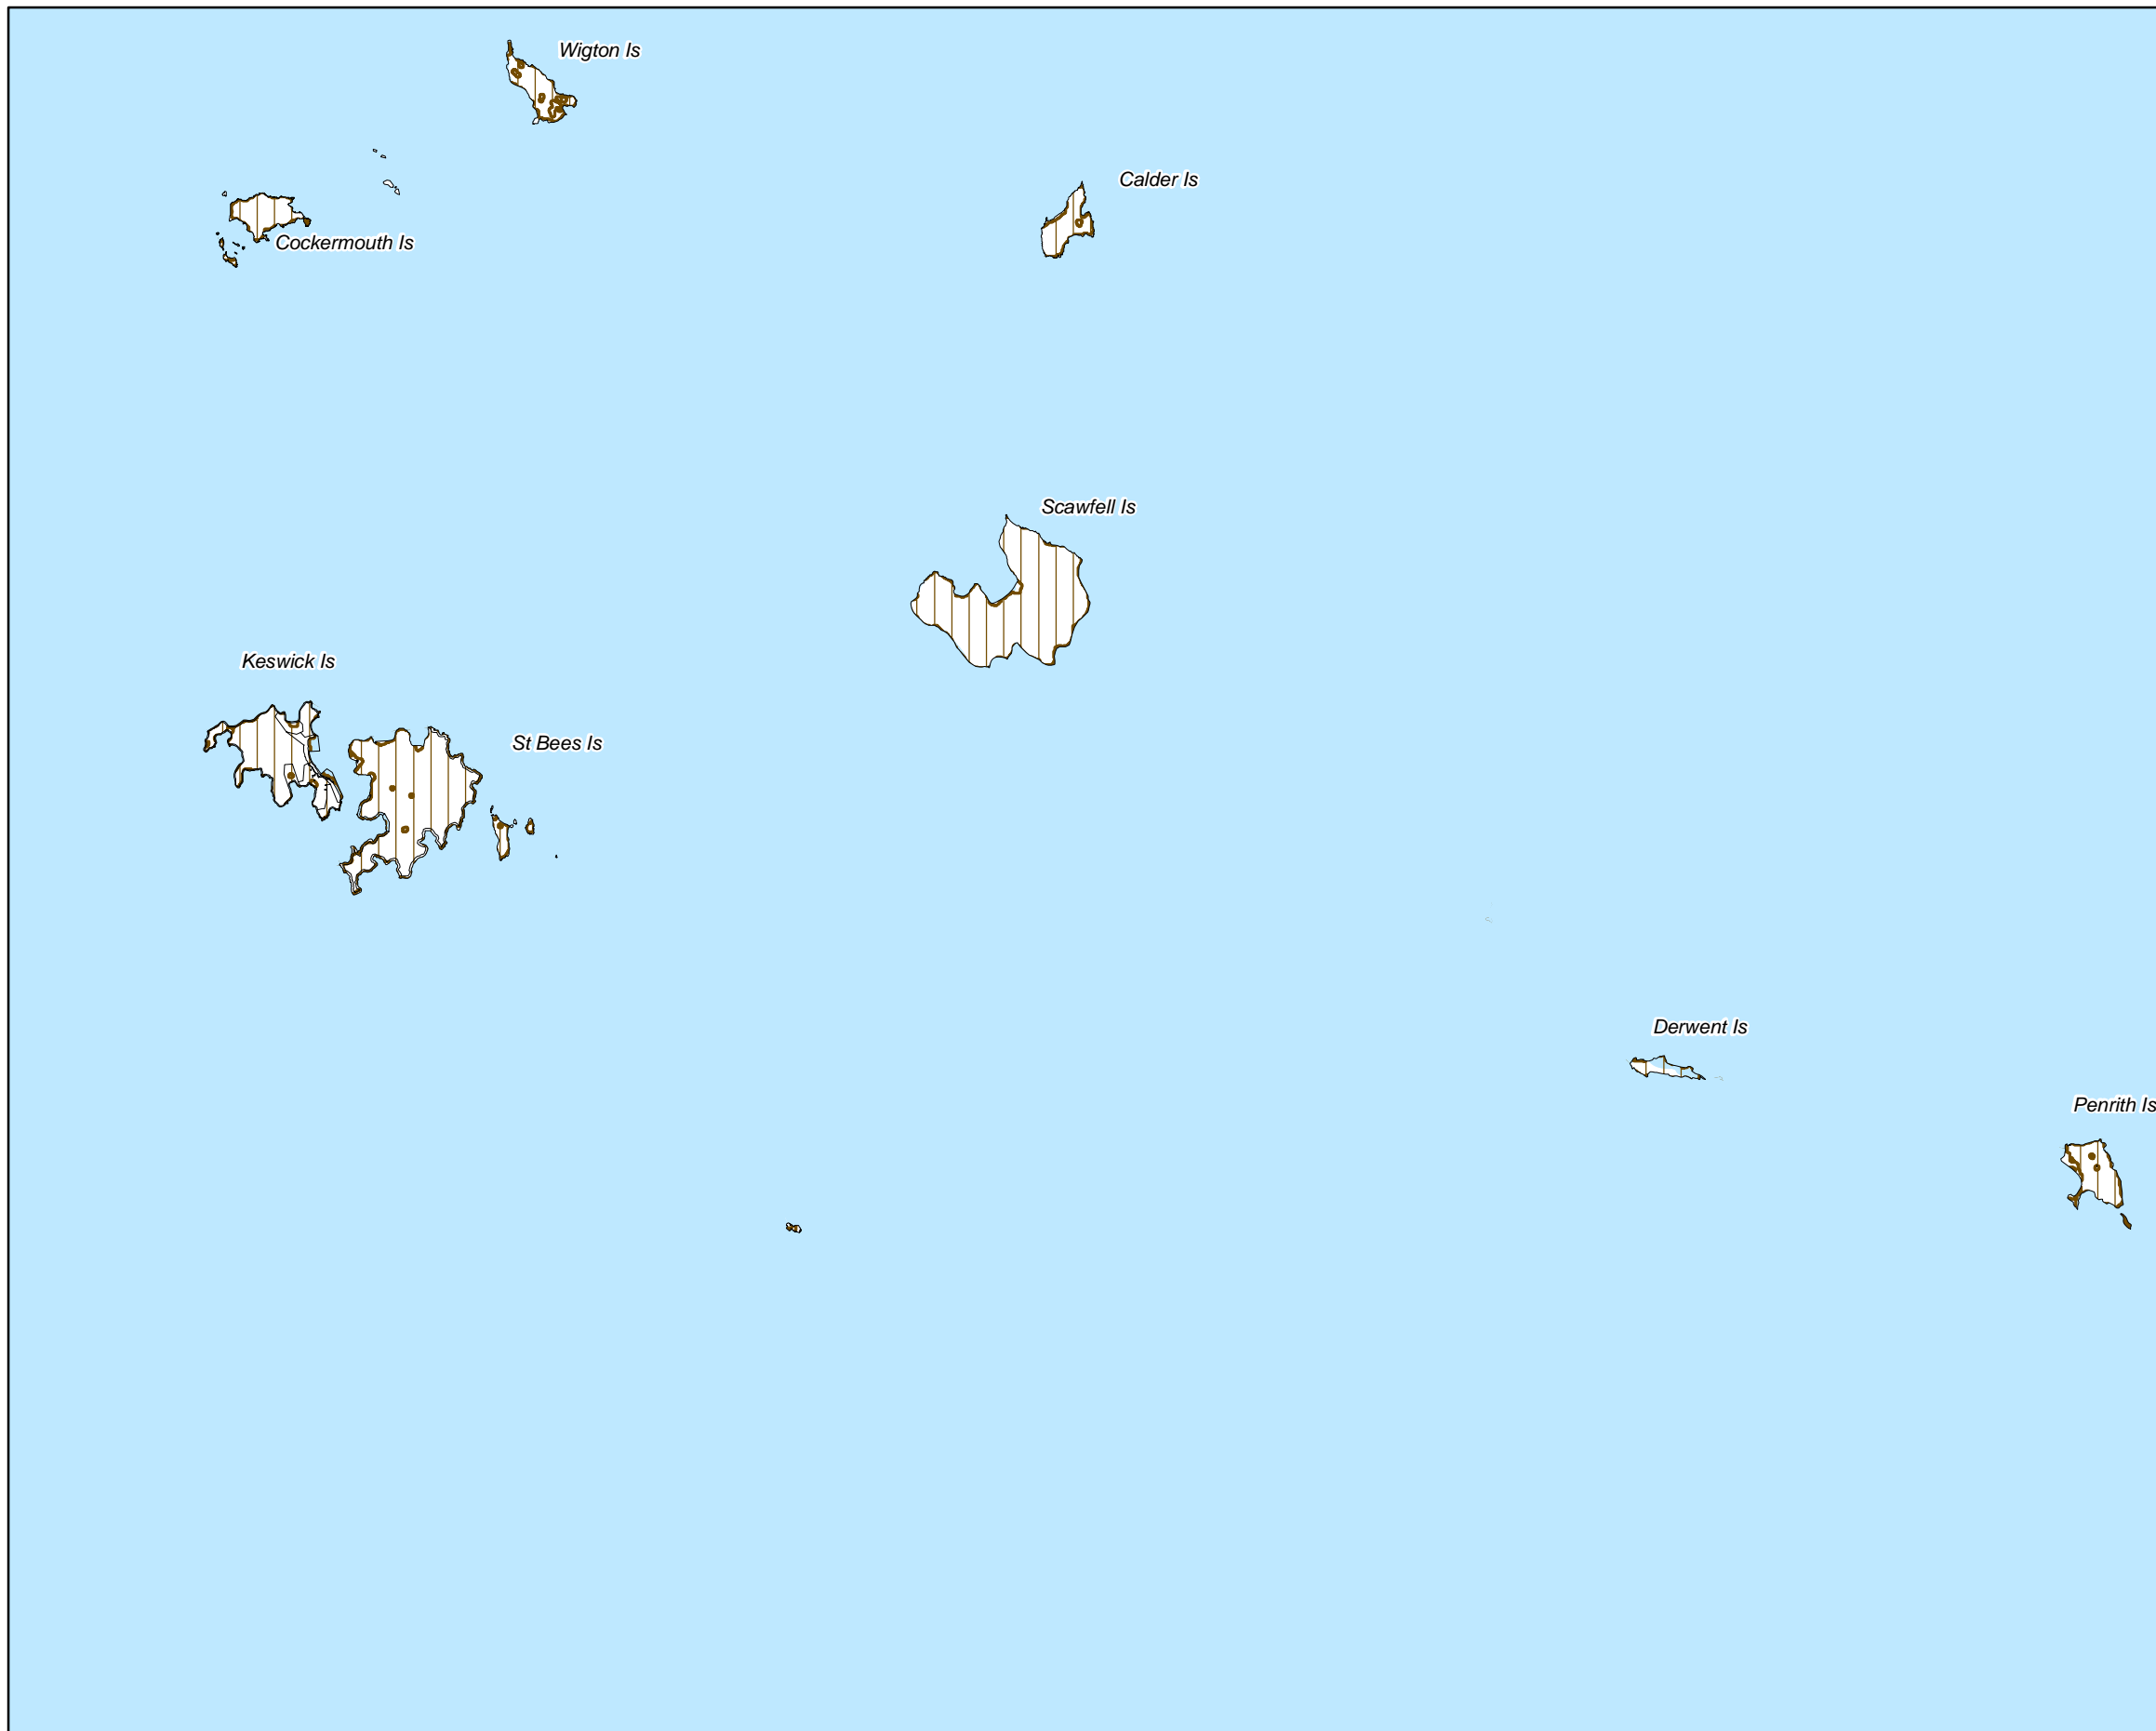 Wigton Is
Calder Is
Cockermouth Is
Scawfell Is
Keswick Is
St Bees Is
Derwent Is
Penrith Is